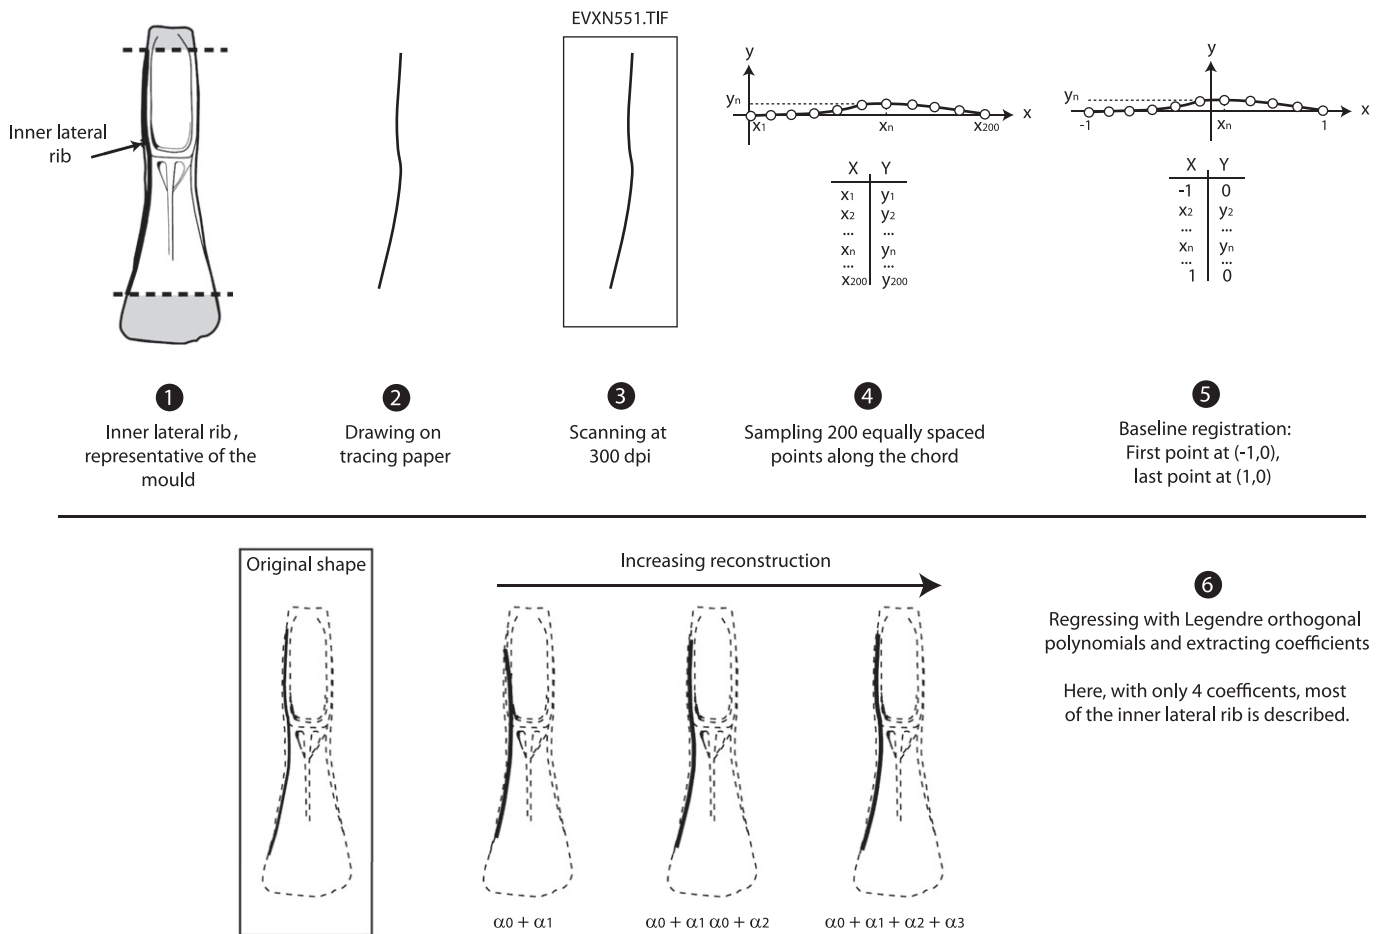 EVXN551.TIF
Inner lateral
rib
y
yn
x1
xn
x200
x
X Y
x1 y1
x2 y2
... ...
xn yn
... ...
x200 y200
y
yn
-1
xn
1
x
X Y
-1 0
x2 y2
... ...
xn yn
... ...
1 0
1
Inner lateral rib,
representative of the
mould
2
Drawing on
tracing paper
3
Scanning at
300 dpi
4
Sampling 200 equally spaced
points along the chord
5
Baseline registration:
First point at (-1,0),
last point at (1,0)
Original shape
Increasing reconstruction
α0 + α1
α0 + α1 α0 + α2
α0 + α1 + α2 + α3
6
Regressing with Legendre orthogonal
polynomials and extracting coefficients
Here, with only 4 coefficents, most
of the inner lateral rib is described.